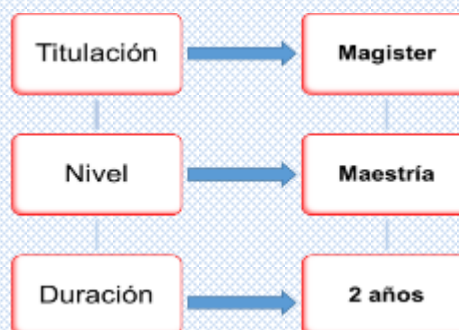 Titulación
Magister
Nivel
Maestría
Duración
2 años